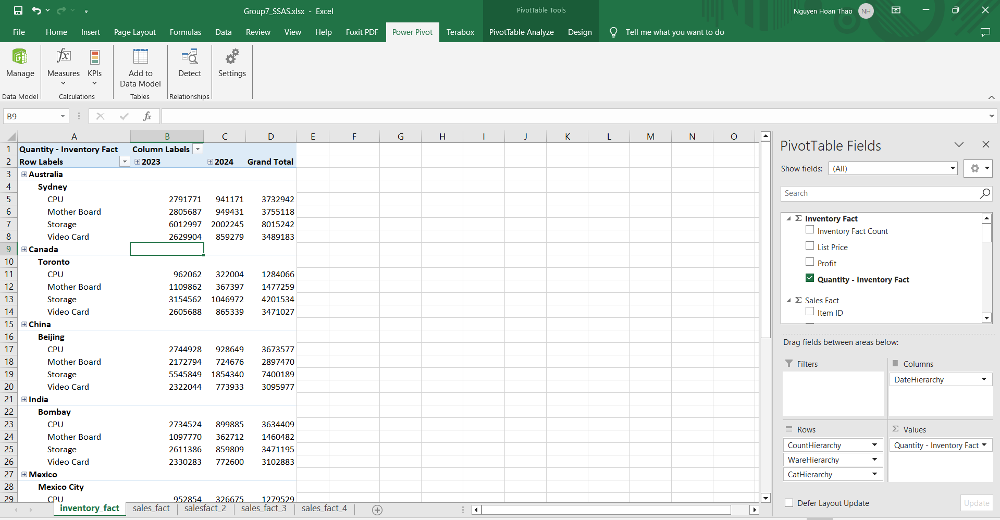 Group7_SSAS.xlsx - Excel
PivotTable Tools
Nguyen Hoan Thao NH
File Home Insert Page Layout Formulas Data Review View Help Foxit PDF Power Pivot Terabox PivotTable Analyze Design Tell me what you want to do
Manage Measures KPIs Add to Data Model Detect Settings
Data Model Calculations Tables Relationships
B9 fx
A B C D E F G H I J K L M N O
1 Quantity - Inventory Fact Column Labels
2 Row Labels 2023 2024 Grand Total
3 Australia
4 Sydney
5 CPU 2791771 941171 3732942
6 Mother Board 2805687 949431 3755118
7 Storage 6012997 2002245 8015242
8 Video Card 2629904 859279 3489183
9 Canada
10 Toronto
11 CPU 962062 322004 1284066
12 Mother Board 1109862 367397 1477259
13 Storage 3154562 1046972 4201534
14 Video Card 2605688 865339 3471027
15 China
16 Beijing
17 CPU 2744928 928649 3673577
18 Mother Board 2172794 724676 2897470
19 Storage 5545849 1854340 7400189
20 Video Card 2322044 773933 3095977
21 India
22 Bombay
23 CPU 2734524 899885 3634409
24 Mother Board 1097770 362712 1460482
25 Storage 2611386 859809 3471195
26 Video Card 2330283 772600 3102883
27 Mexico
28 Mexico City
29 CPU 952854 326675 1279529
inventory_fact sales_fact salesfact_2 sales_fact_3 sales_fact_4
PivotTable Fields
Show fields: (All)
Search
Σ Inventory Fact
Inventory Fact Count
List Price
Profit
Quantity - Inventory Fact
Σ Sales Fact
Item ID
Drag fields between areas below:
Filters
Columns
DateHierarchy
Rows
CountHierarchy
WareHierarchy
CatHierarchy
Σ Values
Quantity - Inventory Fact
Defer Layout Update
Update